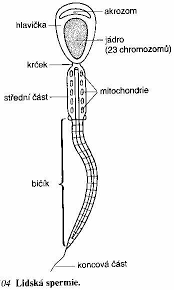 akrozom
hlavička
jádro
(23 chromozomů)
krček
mitochondrie
střední část
bičík
koncová část
04 Lidská spermie.